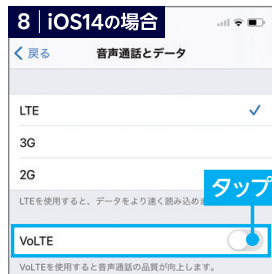 8 | iOS14の場合
戻る 音声通話とデータ
LTE
3G
2G
タップ
LTEを使用すると、データをより速く読み込めま
VoLTE
VoLTEを使用すると音声通話の品質が向上します。